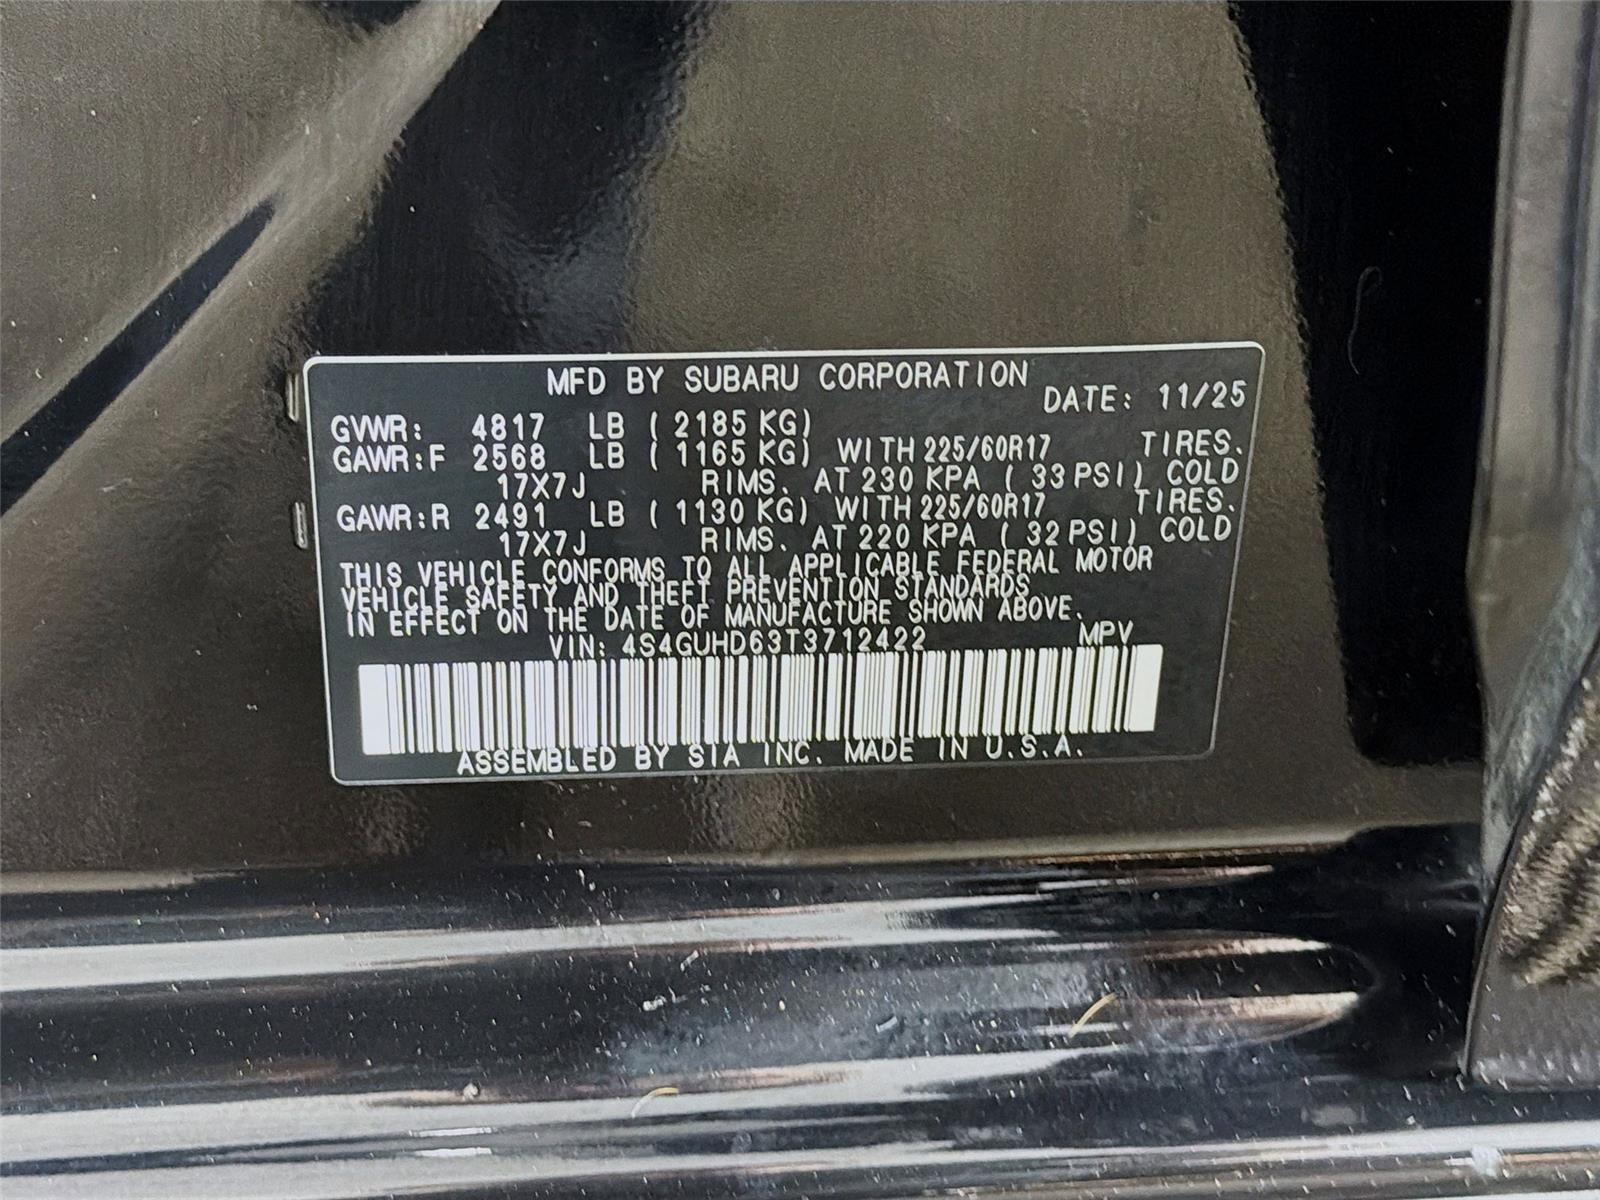 MFD BY SUBARU CORPORATION
DATE: 11/25
GVWR: 4817 LB ( 2185 KG)
GAWR:F 2568 LB ( 1165 KG) WITH 225/60R17 TIRES.
17X7J RIMS. AT 230 KPA ( 33 PSI) COLD
GAWR:R 2491 LB ( 1130 KG) WITH 225/60R17 TIRES.
17X7J RIMS. AT 220 KPA ( 32 PSI) COLD
THIS VEHICLE CONFORMS TO ALL APPLICABLE FEDERAL MOTOR
VEHICLE SAFETY AND THEFT PREVENTION STANDARDS
IN EFFECT ON THE DATE OF MANUFACTURE SHOWN ABOVE.
VIN: 4S4GUHD63T3712422 MPV
ASSEMBLED BY SIA INC. MADE IN U.S.A.